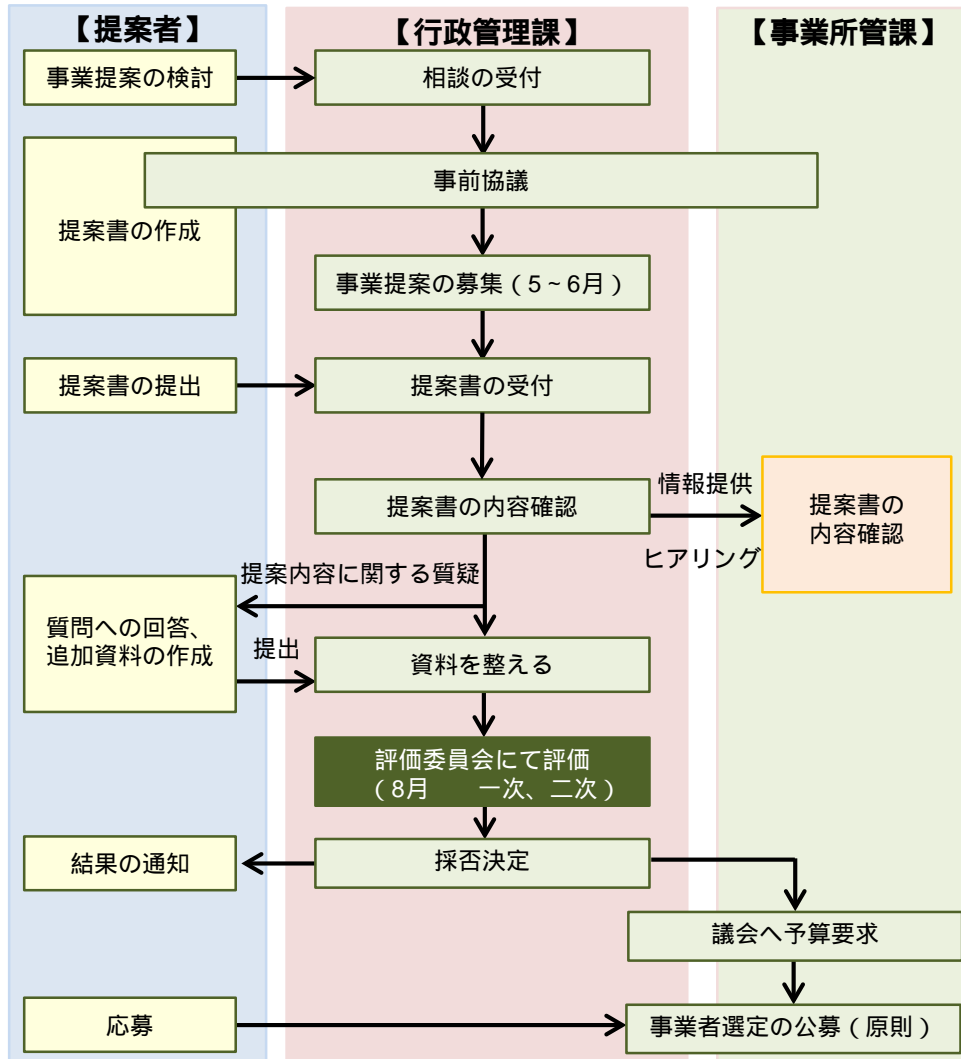 【提案者】
【行政管理課】
【事業所管課】
事業提案の検討
相談の受付
事前協議
提案書の作成
事業提案の募集（5～6月）
提案書の提出
提案書の受付
提案書の内容確認
情報提供
ヒアリング
提案書の
内容確認
提案内容に関する質疑
質問への回答、
追加資料の作成
提出
資料を整える
評価委員会にて評価
（8月　　一次、二次）
結果の通知
採否決定
議会へ予算要求
応募
事業者選定の公募（原則）